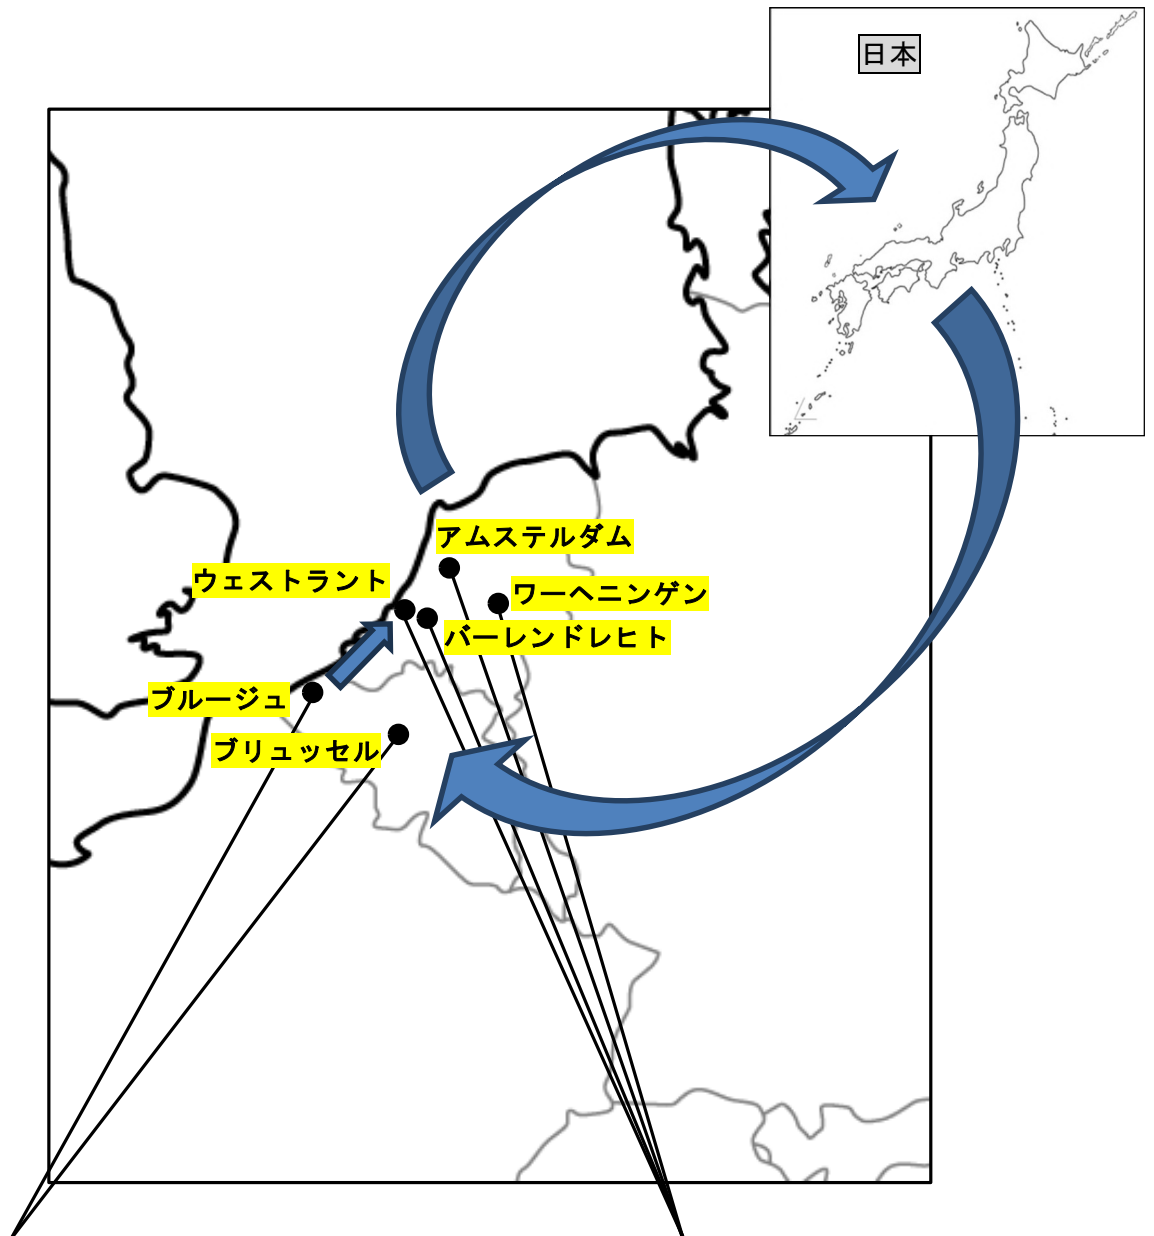 日本
アムステルダム
ウェストラント
ワーヘニンゲン
バーレンドレヒト
ブルージュ
ブリュッセル